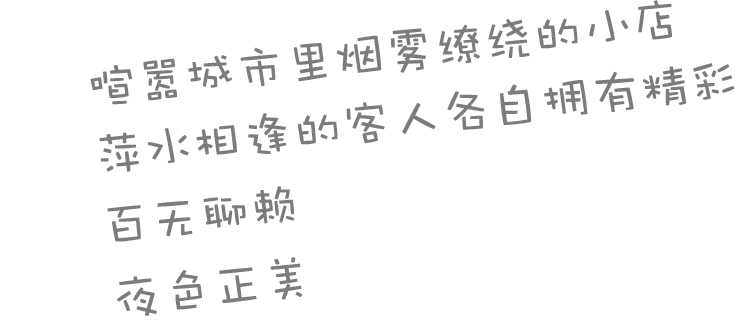 喧嚣城市里烟雾缭绕的小店
萍水相逢的客人各自拥有精彩
百无聊赖
夜色正美